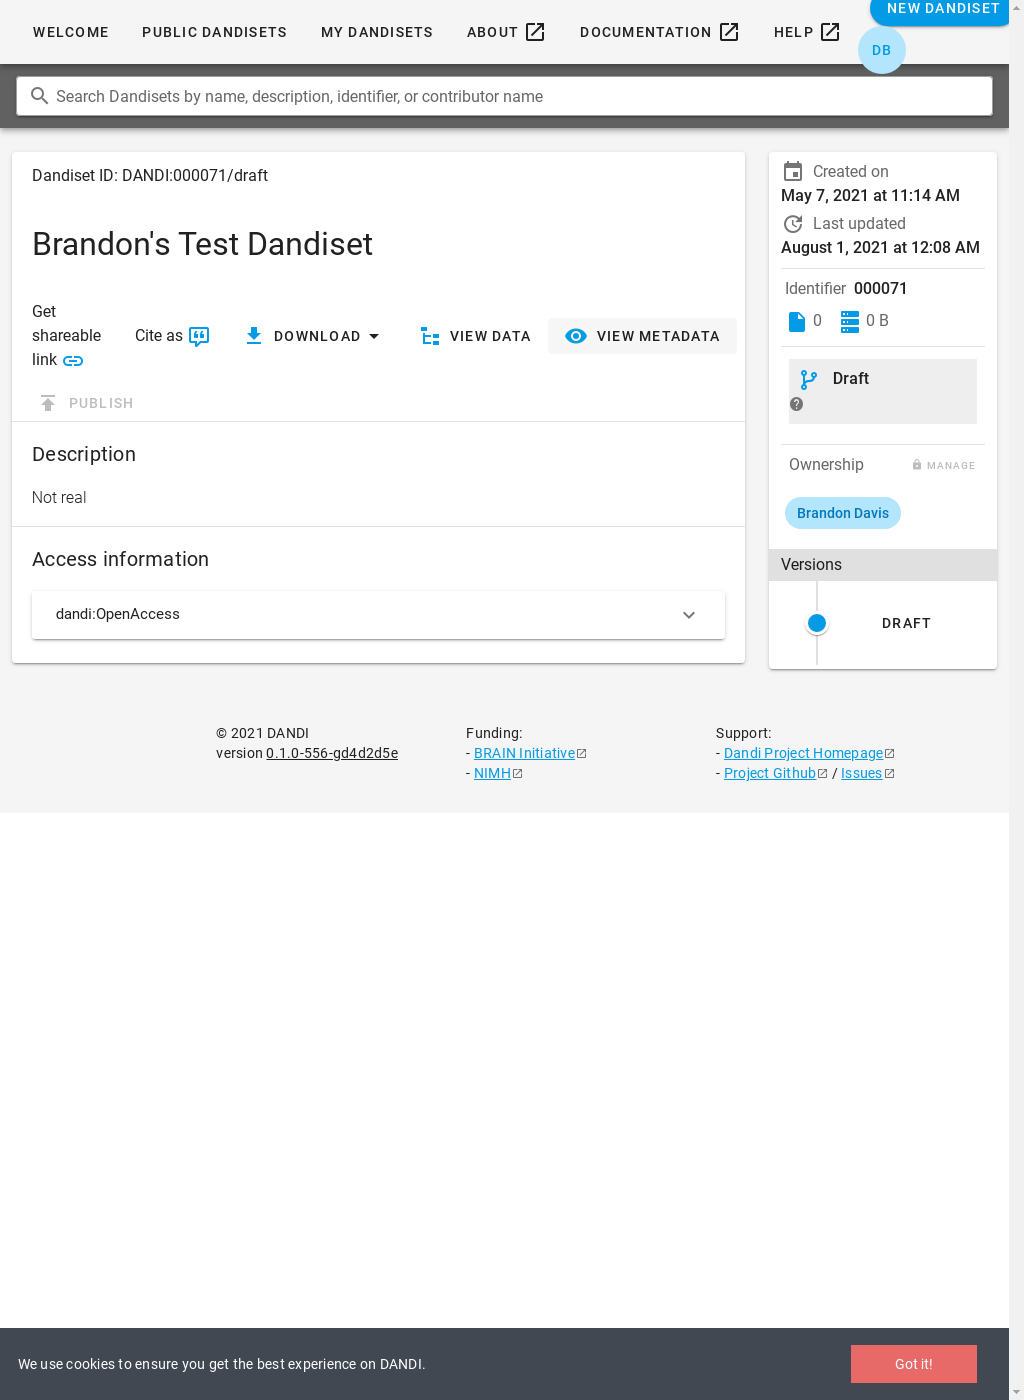 WELCOME
PUBLIC DANDISETS
MY DANDISETS
ABOUT
DOCUMENTATION
HELP
NEW DANDISET
DB
Search Dandisets by name, description, identifier, or contributor name
Dandiset ID: DANDI:000071/draft
Brandon's Test Dandiset
Get
shareable
link
Cite as
DOWNLOAD
VIEW DATA
VIEW METADATA
PUBLISH
Description
Not real
Access information
dandi:OpenAccess
Created on
May 7, 2021 at 11:14 AM
Last updated
August 1, 2021 at 12:08 AM
Identifier 000071
0
0 B
Draft
Ownership
MANAGE
Brandon Davis
Versions
DRAFT
© 2021 DANDI
version 0.1.0-556-gd4d2d5e
Funding:
- BRAIN Initiative
- NIMH
Support:
- Dandi Project Homepage
- Project Github / Issues
We use cookies to ensure you get the best experience on DANDI.
Got it!